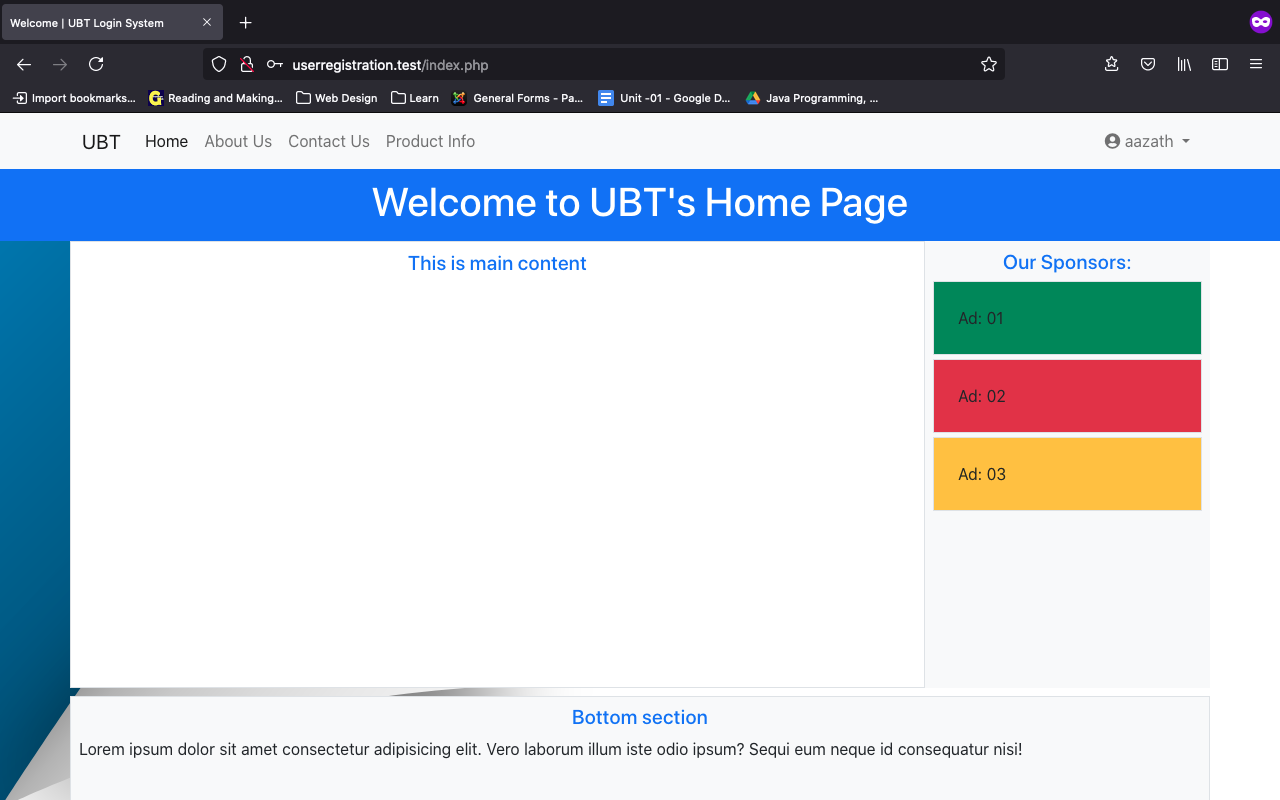 Welcome | UBT Login System
userregistration.test/index.php
Import bookmarks... Reading and Making... Web Design Learn General Forms - Pa... Unit -01 - Google D... Java Programming, ...
UBT Home About Us Contact Us Product Info aazath
Welcome to UBT's Home Page
This is main content
Our Sponsors:
Ad: 01
Ad: 02
Ad: 03
Bottom section
Lorem ipsum dolor sit amet consectetur adipisicing elit. Vero laborum illum iste odio ipsum? Sequi eum neque id consequatur nisi!